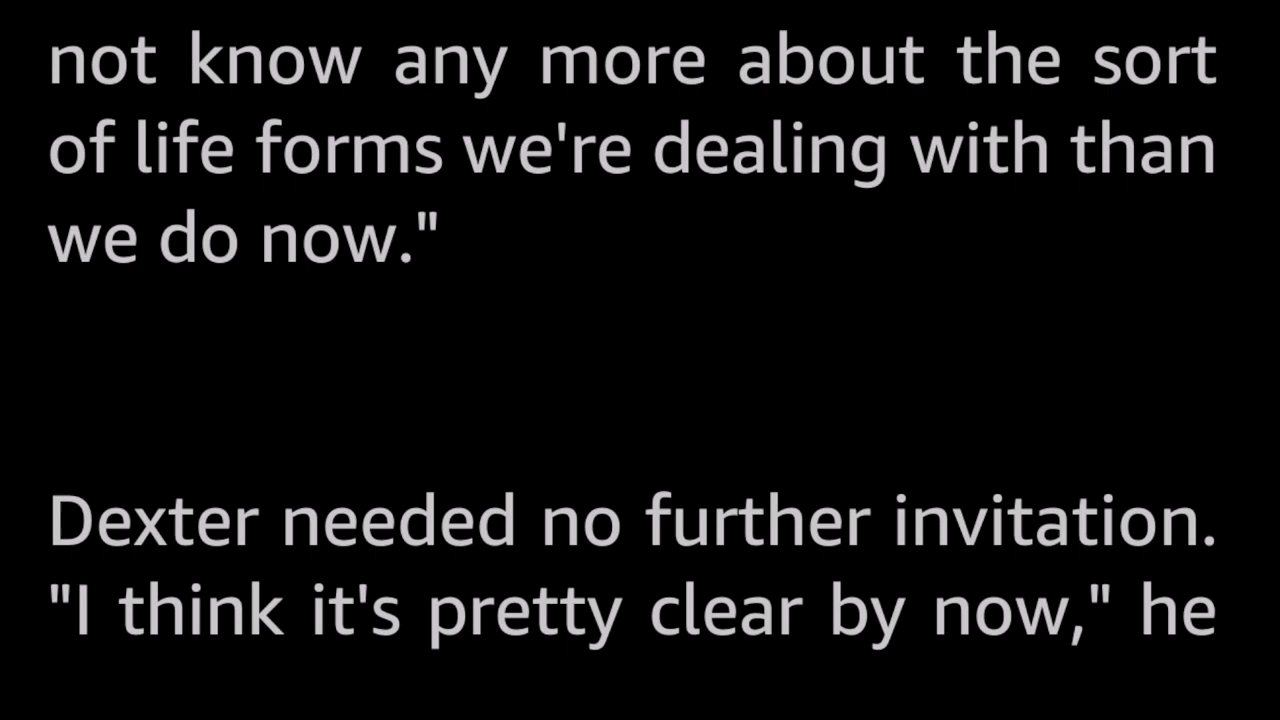 not know any more about the sort
of life forms we're dealing with than
we do now."
Dexter needed no further invitation.
"I think it's pretty clear by now," he